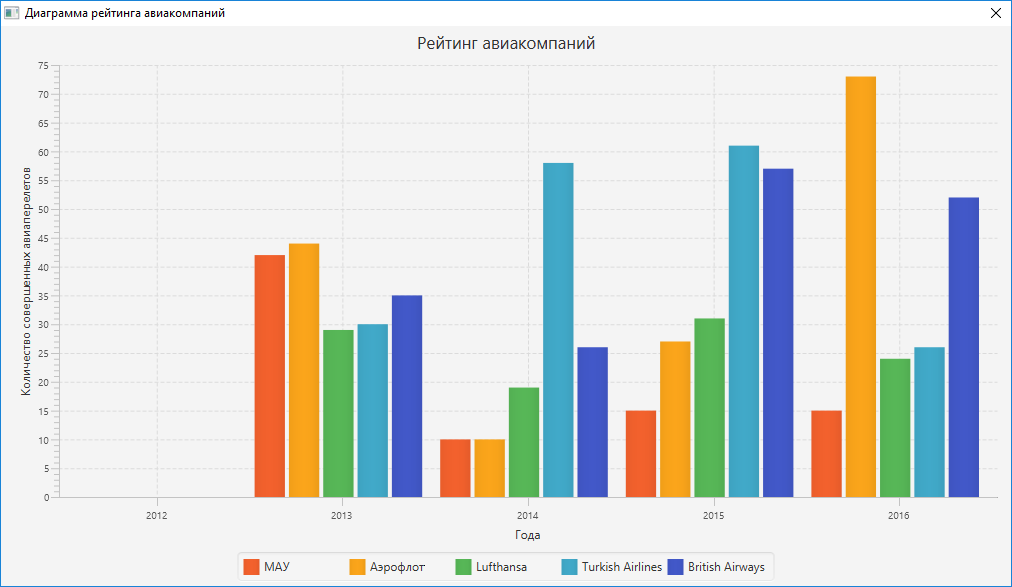 Диаграмма рейтинга авиакомпаний
Рейтинг авиакомпаний
Количество совершенных авиаперелетов
75
70
65
60
55
50
45
40
35
30
25
20
15
10
5
0
2012 2013 2014 2015 2016
Года
МАУ Аэрофлот Lufthansa Turkish Airlines British Airways